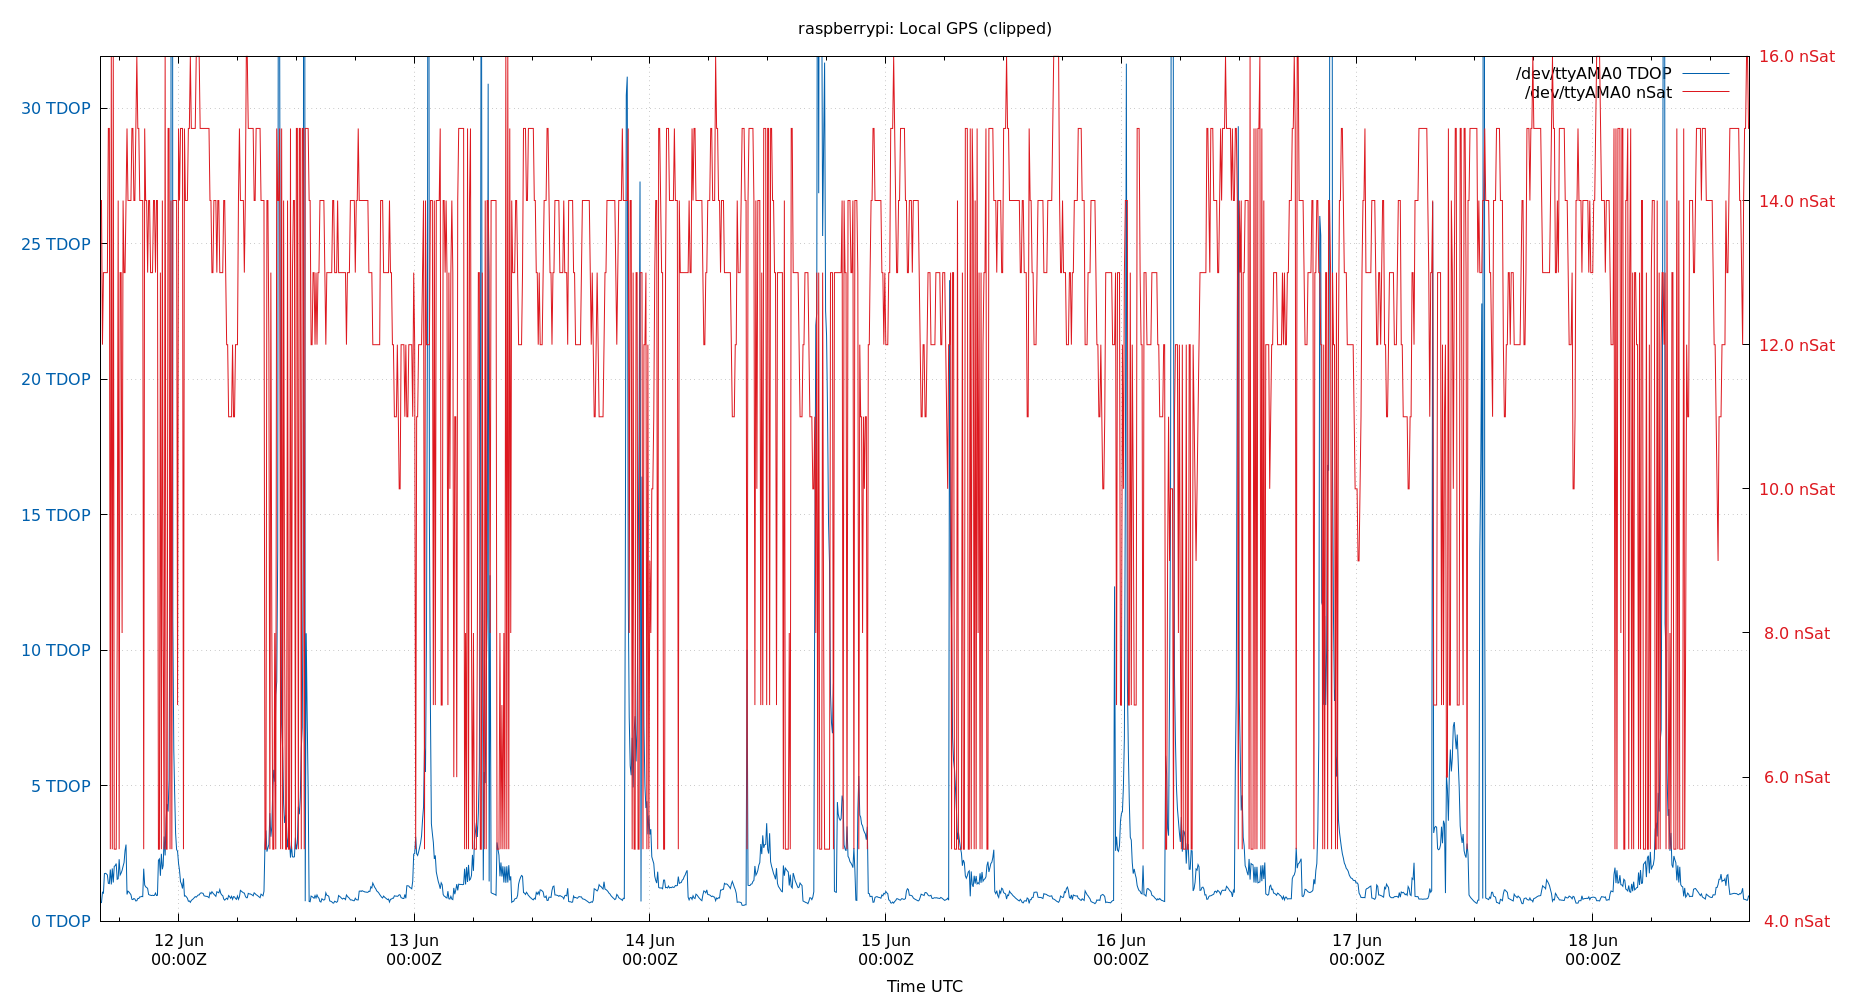 raspberrypi: Local GPS (clipped)
/dev/ttyAMA0 TDOP
/dev/ttyAMA0 nSat
30 TDOP
25 TDOP
20 TDOP
15 TDOP
10 TDOP
5 TDOP
0 TDOP
16.0 nSat
14.0 nSat
12.0 nSat
10.0 nSat
8.0 nSat
6.0 nSat
4.0 nSat
12 Jun
00:00Z
13 Jun
00:00Z
14 Jun
00:00Z
15 Jun
00:00Z
16 Jun
00:00Z
17 Jun
00:00Z
18 Jun
00:00Z
Time UTC